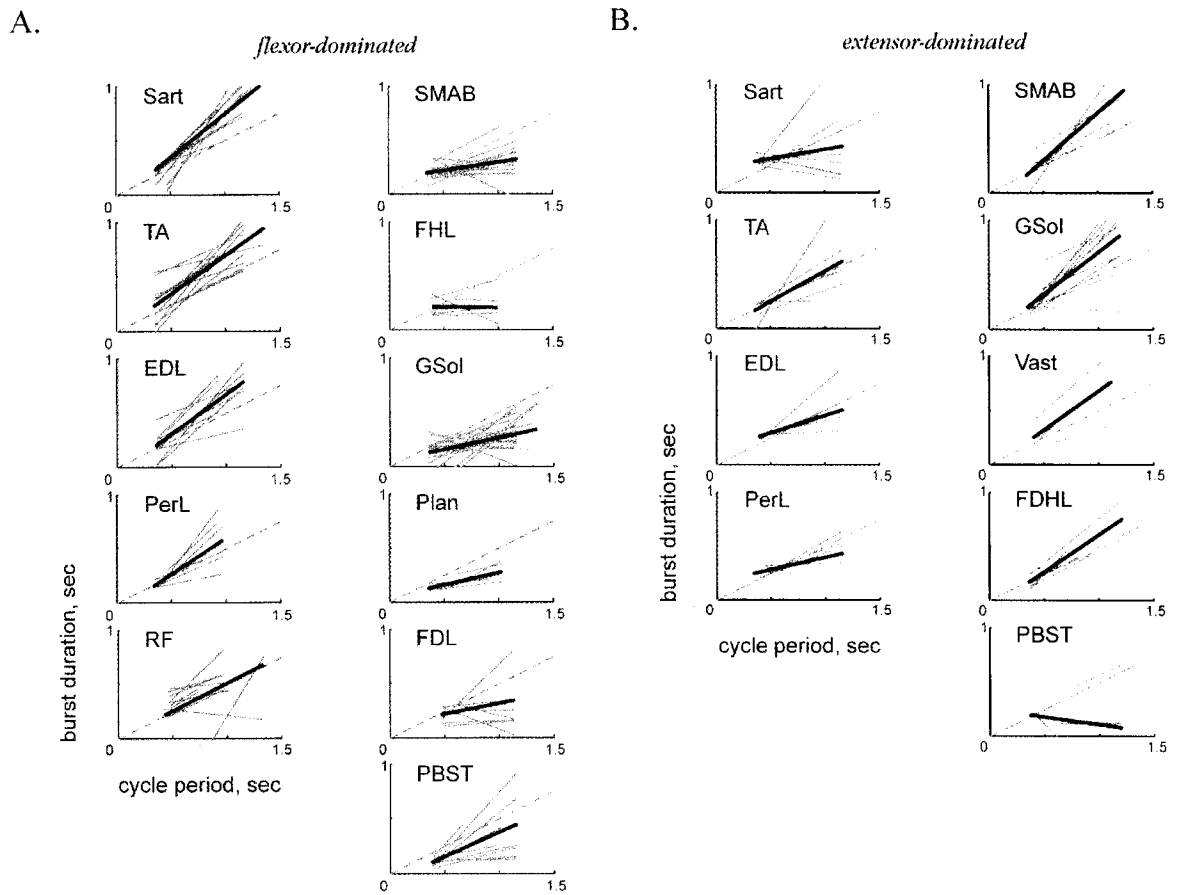 A.
flexor-dominated
Sart
1
0
1.5
SMAB
1
0
1.5
TA
1
0
1.5
FHL
1
0
1.5
EDL
1
0
1.5
GSol
1
0
1.5
PerL
1
0
1.5
Plan
1
0
1.5
RF
1
0
1.5
FDL
1
0
1.5
PBST
1
0
1.5
burst duration, sec
cycle period, sec
B.
extensor-dominated
Sart
1
0
1.5
SMAB
1
0
1.5
TA
1
0
1.5
GSol
1
0
1.5
EDL
1
0
1.5
Vast
1
0
1.5
PerL
1
0
1.5
FDHL
1
0
1.5
PBST
1
0
1.5
burst duration, sec
cycle period, sec